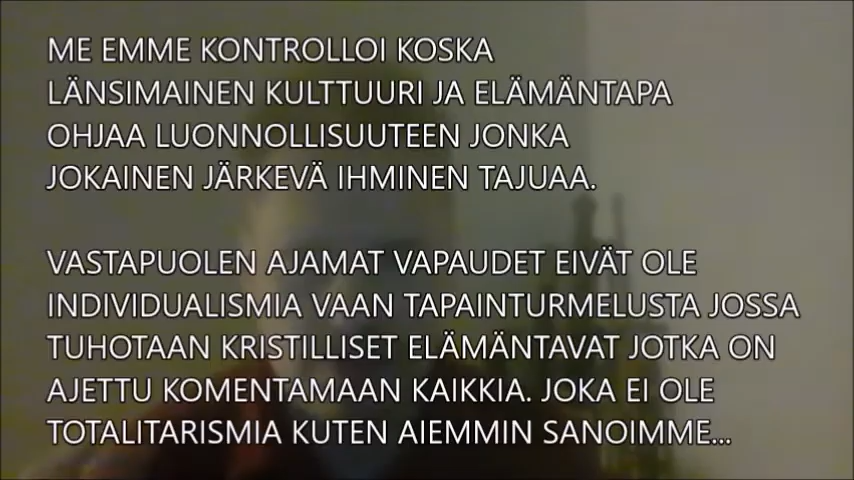 ME EMME KONTROLLOI KOSKA
LÄNSIMAINEN KULTTUURI JA ELÄMÄNTAPA
OHJAA LUONNOLLISUUTEEN JONKA
JOKAINEN JÄRKEVÄ IHMINEN TAJUAA.
VASTAPUOLEN AJAMAT VAPAUDET EIVÄT OLE
INDIVIDUALISMIA VAAN TAPAINTURMELUSTA JOSSA
TUHOTAAN KRISTILLISET ELÄMÄNTAVAT JOTKA ON
AJETTU KOMENTAMAAN KAIKKIA. JOKA EI OLE
TOTALITARISMIA KUTEN AIEMMIN SANOIMME...